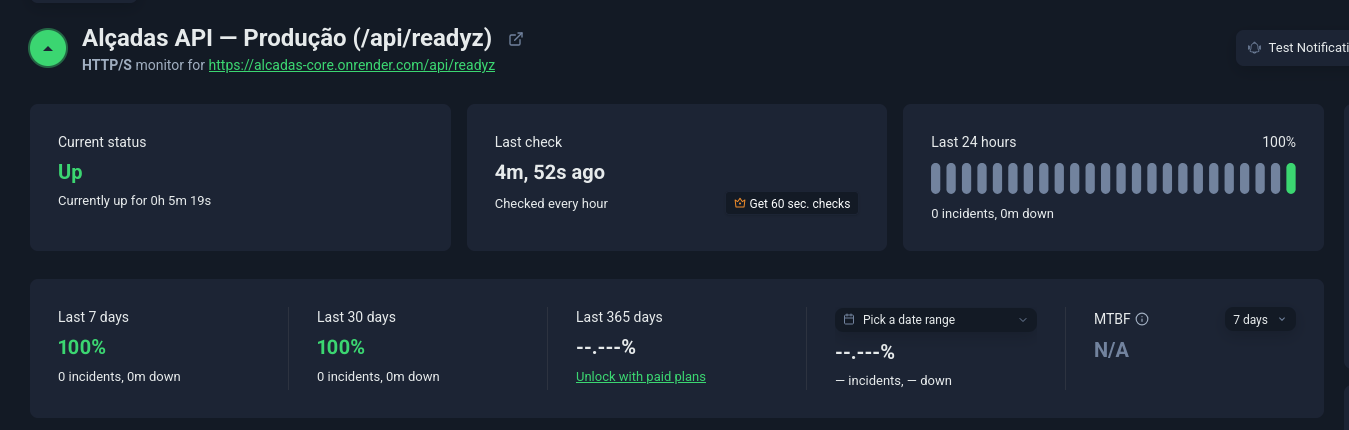 Alçadas API — Produção (/api/readyz)
HTTP/S monitor for https://alcadas-core.onrender.com/api/readyz
Test Notificati
Current status
Up
Currently up for 0h 5m 19s
Last check
4m, 52s ago
Checked every hour
Get 60 sec. checks
Last 24 hours
100%
0 incidents, 0m down
Last 7 days
100%
0 incidents, 0m down
Last 30 days
100%
0 incidents, 0m down
Last 365 days
--.---%
Unlock with paid plans
Pick a date range
--.---%
— incidents, — down
MTBF
7 days
N/A